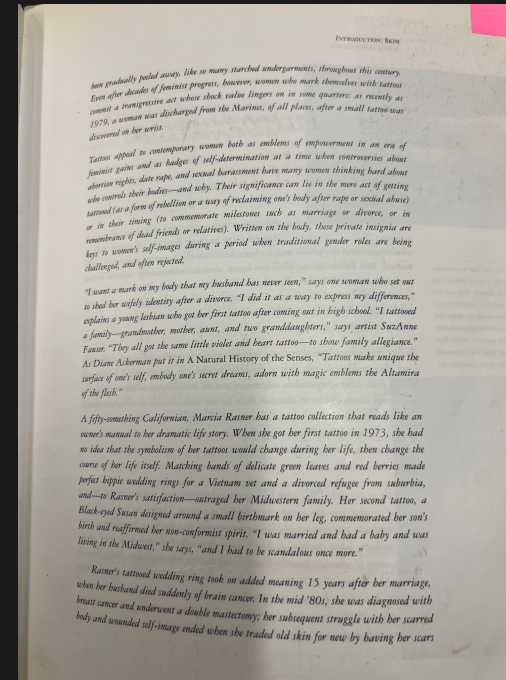 INTRODUCTION: SKIN
been gradually peeled away, like so many starched undergarments, throughout this century.
Even after decades of feminist progress, however, women who mark themselves with tattoos
commit a transgressive act whose shock value lingers on in some quarters: as recently as
1979, a woman was discharged from the Marines, of all places, after a small tattoo was
discovered on her wrist.
Tattoos appeal to contemporary women both as emblems of empowerment in an era of
feminist gains and as badges of self-determination at a time when controversies about
abortion rights, date rape, and sexual harassment have many women thinking hard about
who controls their bodies—and why. Their significance can lie in the mere act of getting
tattooed (as a form of rebellion or a way of reclaiming one's body after rape or sexual abuse)
or in their timing (to commemorate milestones such as marriage or divorce, or in
remembrance of dead friends or relatives). Written on the body, these private insignia are
keys to women's self-images during a period when traditional gender roles are being
challenged, and often rejected.
"I want a mark on my body that my husband has never seen," says one woman who set out
to shed her wifely identity after a divorce. "I did it as a way to express my differences,"
explains a young lesbian who got her first tattoo after coming out in high school. "I tattooed
a family—grandmother, mother, aunt, and two granddaughters," says artist SuzAnne
Fauser. "They all got the same little violet and heart tattoo—to show family allegiance."
As Diane Ackerman put it in A Natural History of the Senses, "Tattoos make unique the
surface of one's self, embody one's secret dreams, adorn with magic emblems the Altamira
of the flesh."
A fifty-something Californian, Marcia Rasner has a tattoo collection that reads like an
owner's manual to her dramatic life story. When she got her first tattoo in 1973, she had
no idea that the symbolism of her tattoos would change during her life, then change the
course of her life itself. Matching bands of delicate green leaves and red berries made
perfect hippie wedding rings for a Vietnam vet and a divorced refugee from suburbia,
and—to Rasner's satisfaction—outraged her Midwestern family. Her second tattoo, a
Black-eyed Susan designed around a small birthmark on her leg, commemorated her son's
birth and reaffirmed her non-conformist spirit. "I was married and had a baby and was
living in the Midwest," she says, "and I had to be scandalous once more."
Rasner's tattooed wedding ring took on added meaning 15 years after her marriage,
when her husband died suddenly of brain cancer. In the mid '80s, she was diagnosed with
breast cancer and underwent a double mastectomy; her subsequent struggle with her scarred
body and wounded self-image ended when she traded old skin for new by having her scars